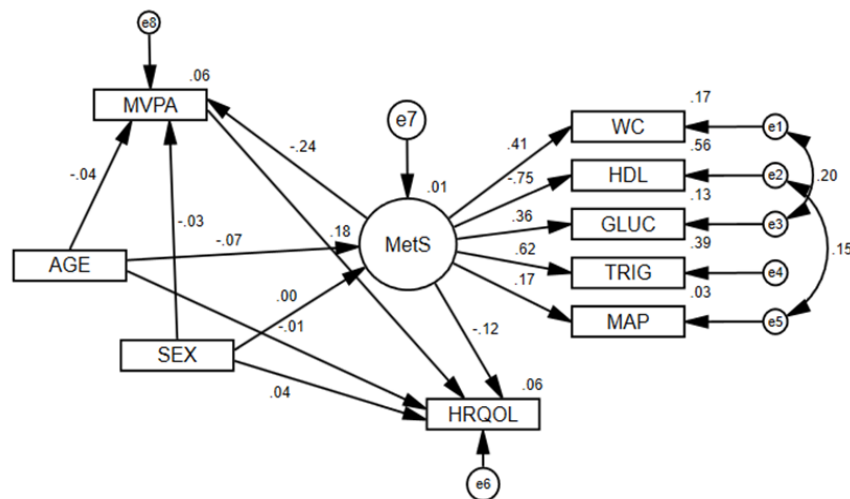 e8
.06
MVPA
e7
.17
WC
e1
-.24
.41
.56
.01
-.75
HDL
e2
.20
-.04
.13
-.03
.18
.36
GLUC
e3
-.07
MetS
.39
.15
AGE
.62
TRIG
e4
.00
.17
.03
-.01
MAP
e5
SEX
-.12
.04
.06
HRQOL
e6